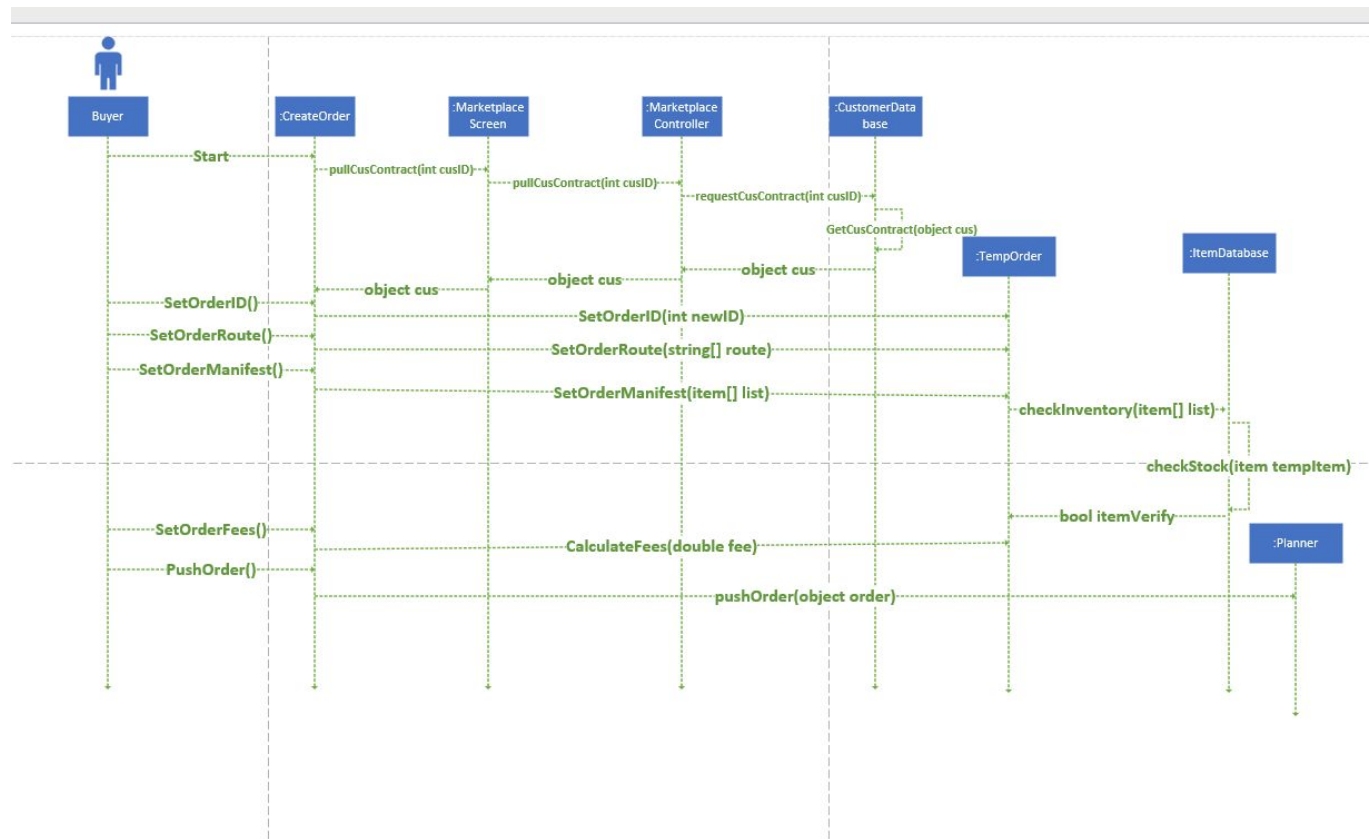 Buyer
:CreateOrder
:Marketplace
Screen
:Marketplace
Controller
:CustomerData
base
Start
pullCusContract(int cusID)
pullCusContract(int cusID)
requestCusContract(int cusID)
GetCusContract(object cus)
:TempOrder
:ItemDatabase
object cus
object cus
object cus
SetOrderID()
SetOrderID(int newID)
SetOrderRoute()
SetOrderRoute(string[] route)
SetOrderManifest()
SetOrderManifest(item[] list)
checkInventory(item[] list)
checkStock(item tempItem)
bool itemVerify
SetOrderFees()
CalculateFees(double fee)
:Planner
PushOrder()
pushOrder(object order)